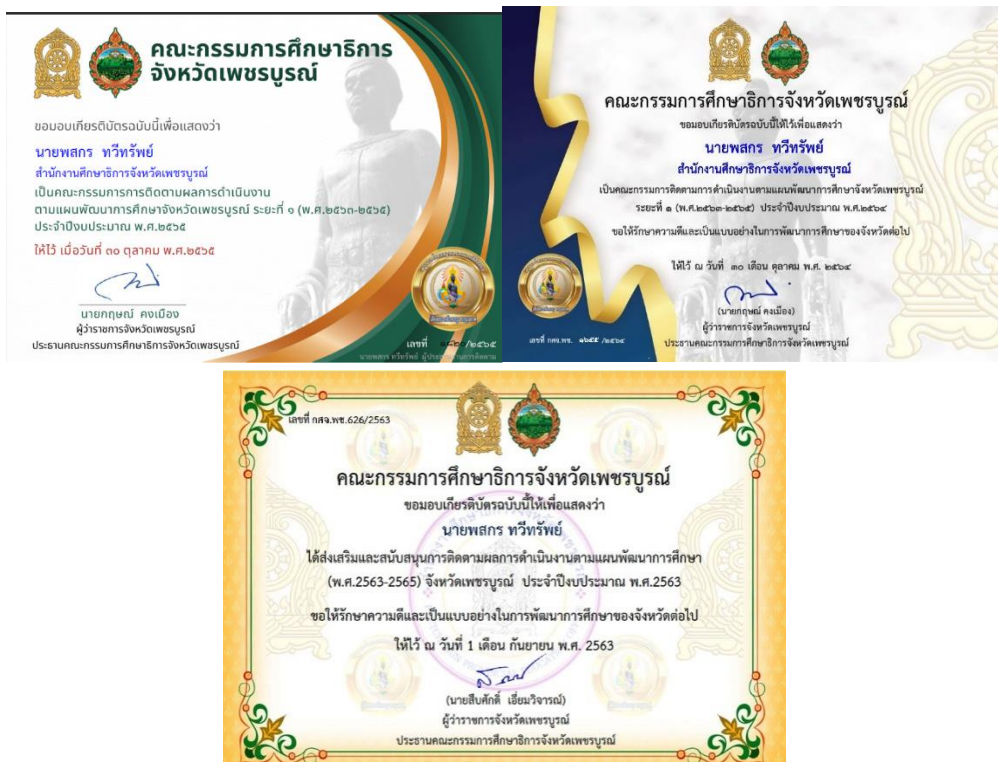 คณะกรรมการศึกษาธิการ
จังหวัดเพชรบูรณ์
ขอมอบเกียรติบัตรฉบับนี้เพื่อแสดงว่า
นายพสกร ทวีทรัพย์
สำนักงานศึกษาธิการจังหวัดเพชรบูรณ์
เป็นคณะกรรมการการติดตามผลการดำเนินงาน
ตามแผนพัฒนาการศึกษาจังหวัดเพชรบูรณ์ ระยะที่ ๑ (พ.ศ.๒๕๖๓-๒๕๖๕)
ประจำปีงบประมาณ พ.ศ.๒๕๖๕
ให้ไว้ เมื่อวันที่ ๓๐ ตุลาคม พ.ศ.๒๕๖๕
นายกฤษณ์ คงเมือง
ผู้ว่าราชการจังหวัดเพชรบูรณ์
ประธานคณะกรรมการศึกษาธิการจังหวัดเพชรบูรณ์
เลขที่ /๒๕๖๕
นายพสกร ทวีทรัพย์
คณะกรรมการศึกษาธิการจังหวัดเพชรบูรณ์
ขอมอบเกียรติบัตรฉบับนี้ให้ไว้เพื่อแสดงว่า
นายพสกร ทวีทรัพย์
สำนักงานศึกษาธิการจังหวัดเพชรบูรณ์
เป็นคณะกรรมการติดตามการดำเนินงานตามแผนพัฒนาการศึกษาจังหวัดเพชรบูรณ์
ระยะที่ ๑ (พ.ศ.๒๕๖๓-๒๕๖๕) ประจำปีงบประมาณ พ.ศ.๒๕๖๔
ขอให้รักษาความดีและเป็นแบบอย่างในการพัฒนาการศึกษาของจังหวัดต่อไป
ให้ไว้ ณ วันที่ ๓๐ เดือน ตุลาคม พ.ศ. ๒๕๖๔
(นายกฤษณ์ คงเมือง)
ผู้ว่าราชการจังหวัดเพชรบูรณ์
ประธานคณะกรรมการศึกษาธิการจังหวัดเพชรบูรณ์
เลขที่ กศจ.พช. /๒๕๖๔
เลขที่ กศจ.พช.626/2563
คณะกรรมการศึกษาธิการจังหวัดเพชรบูรณ์
ขอมอบเกียรติบัตรฉบับนี้ให้เพื่อแสดงว่า
นายพสกร ทวีทรัพย์
ได้ส่งเสริมและสนับสนุนการติดตามผลการดำเนินงานตามแผนพัฒนาการศึกษา
(พ.ศ.2563-2565) จังหวัดเพชรบูรณ์ ประจำปีงบประมาณ พ.ศ.2563
ขอให้รักษาความดีและเป็นแบบอย่างในการพัฒนาการศึกษาของจังหวัดต่อไป
ให้ไว้ ณ วันที่ 1 เดือน กันยายน พ.ศ. 2563
(นายสืบศักดิ์ เอี่ยมวิจารณ์)
ผู้ว่าราชการจังหวัดเพชรบูรณ์
ประธานคณะกรรมการศึกษาธิการจังหวัดเพชรบูรณ์